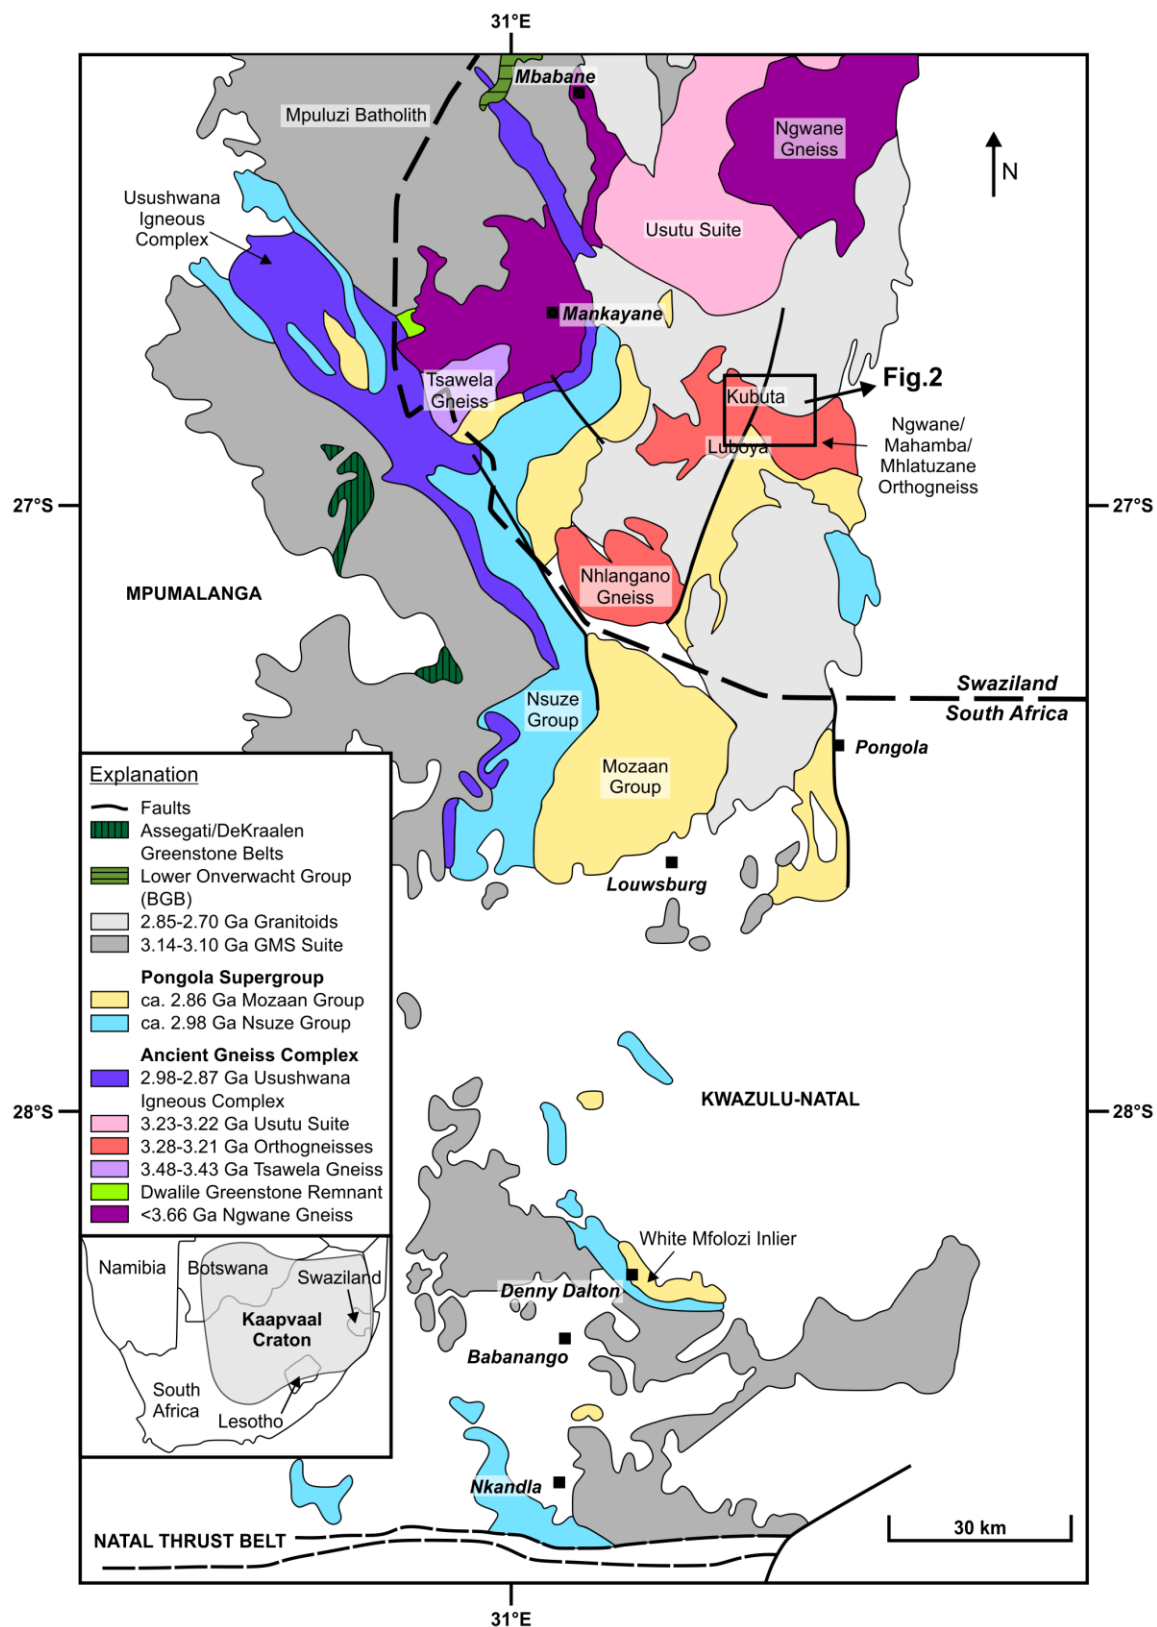 31°E
Mbabane
Mpuluzi Batholith
Ngwane
Gneiss
N
Usushwana
Igneous
Complex
Usutu Suite
Mankayane
Tsawela
Gneiss
Kubuta
Fig.2
Luboya
Ngwane/
Mahamba/
Mhlatuzane
Orthogneiss
27°S
27°S
MPUMALANGA
Nhlangano
Gneiss
Swaziland
South Africa
Nsuze
Group
Pongola
Mozaan
Group
Louwsburg
Explanation
Faults
Assegati/DeKraalen
Greenstone Belts
Lower Onverwacht Group
(BGB)
2.85-2.70 Ga Granitoids
3.14-3.10 Ga GMS Suite
Pongola Supergroup
ca. 2.86 Ga Mozaan Group
ca. 2.98 Ga Nsuze Group
Ancient Gneiss Complex
2.98-2.87 Ga Usushwana
Igneous Complex
3.23-3.22 Ga Usutu Suite
3.28-3.21 Ga Orthogneisses
3.48-3.43 Ga Tsawela Gneiss
Dwalile Greenstone Remnant
<3.66 Ga Ngwane Gneiss
28°S
28°S
KWAZULU-NATAL
White Mfolozi Inlier
Denny Dalton
Babanango
Namibia
Botswana
Swaziland
Kaapvaal
Craton
South
Africa
Lesotho
Nkandla
NATAL THRUST BELT
30 km
31°E